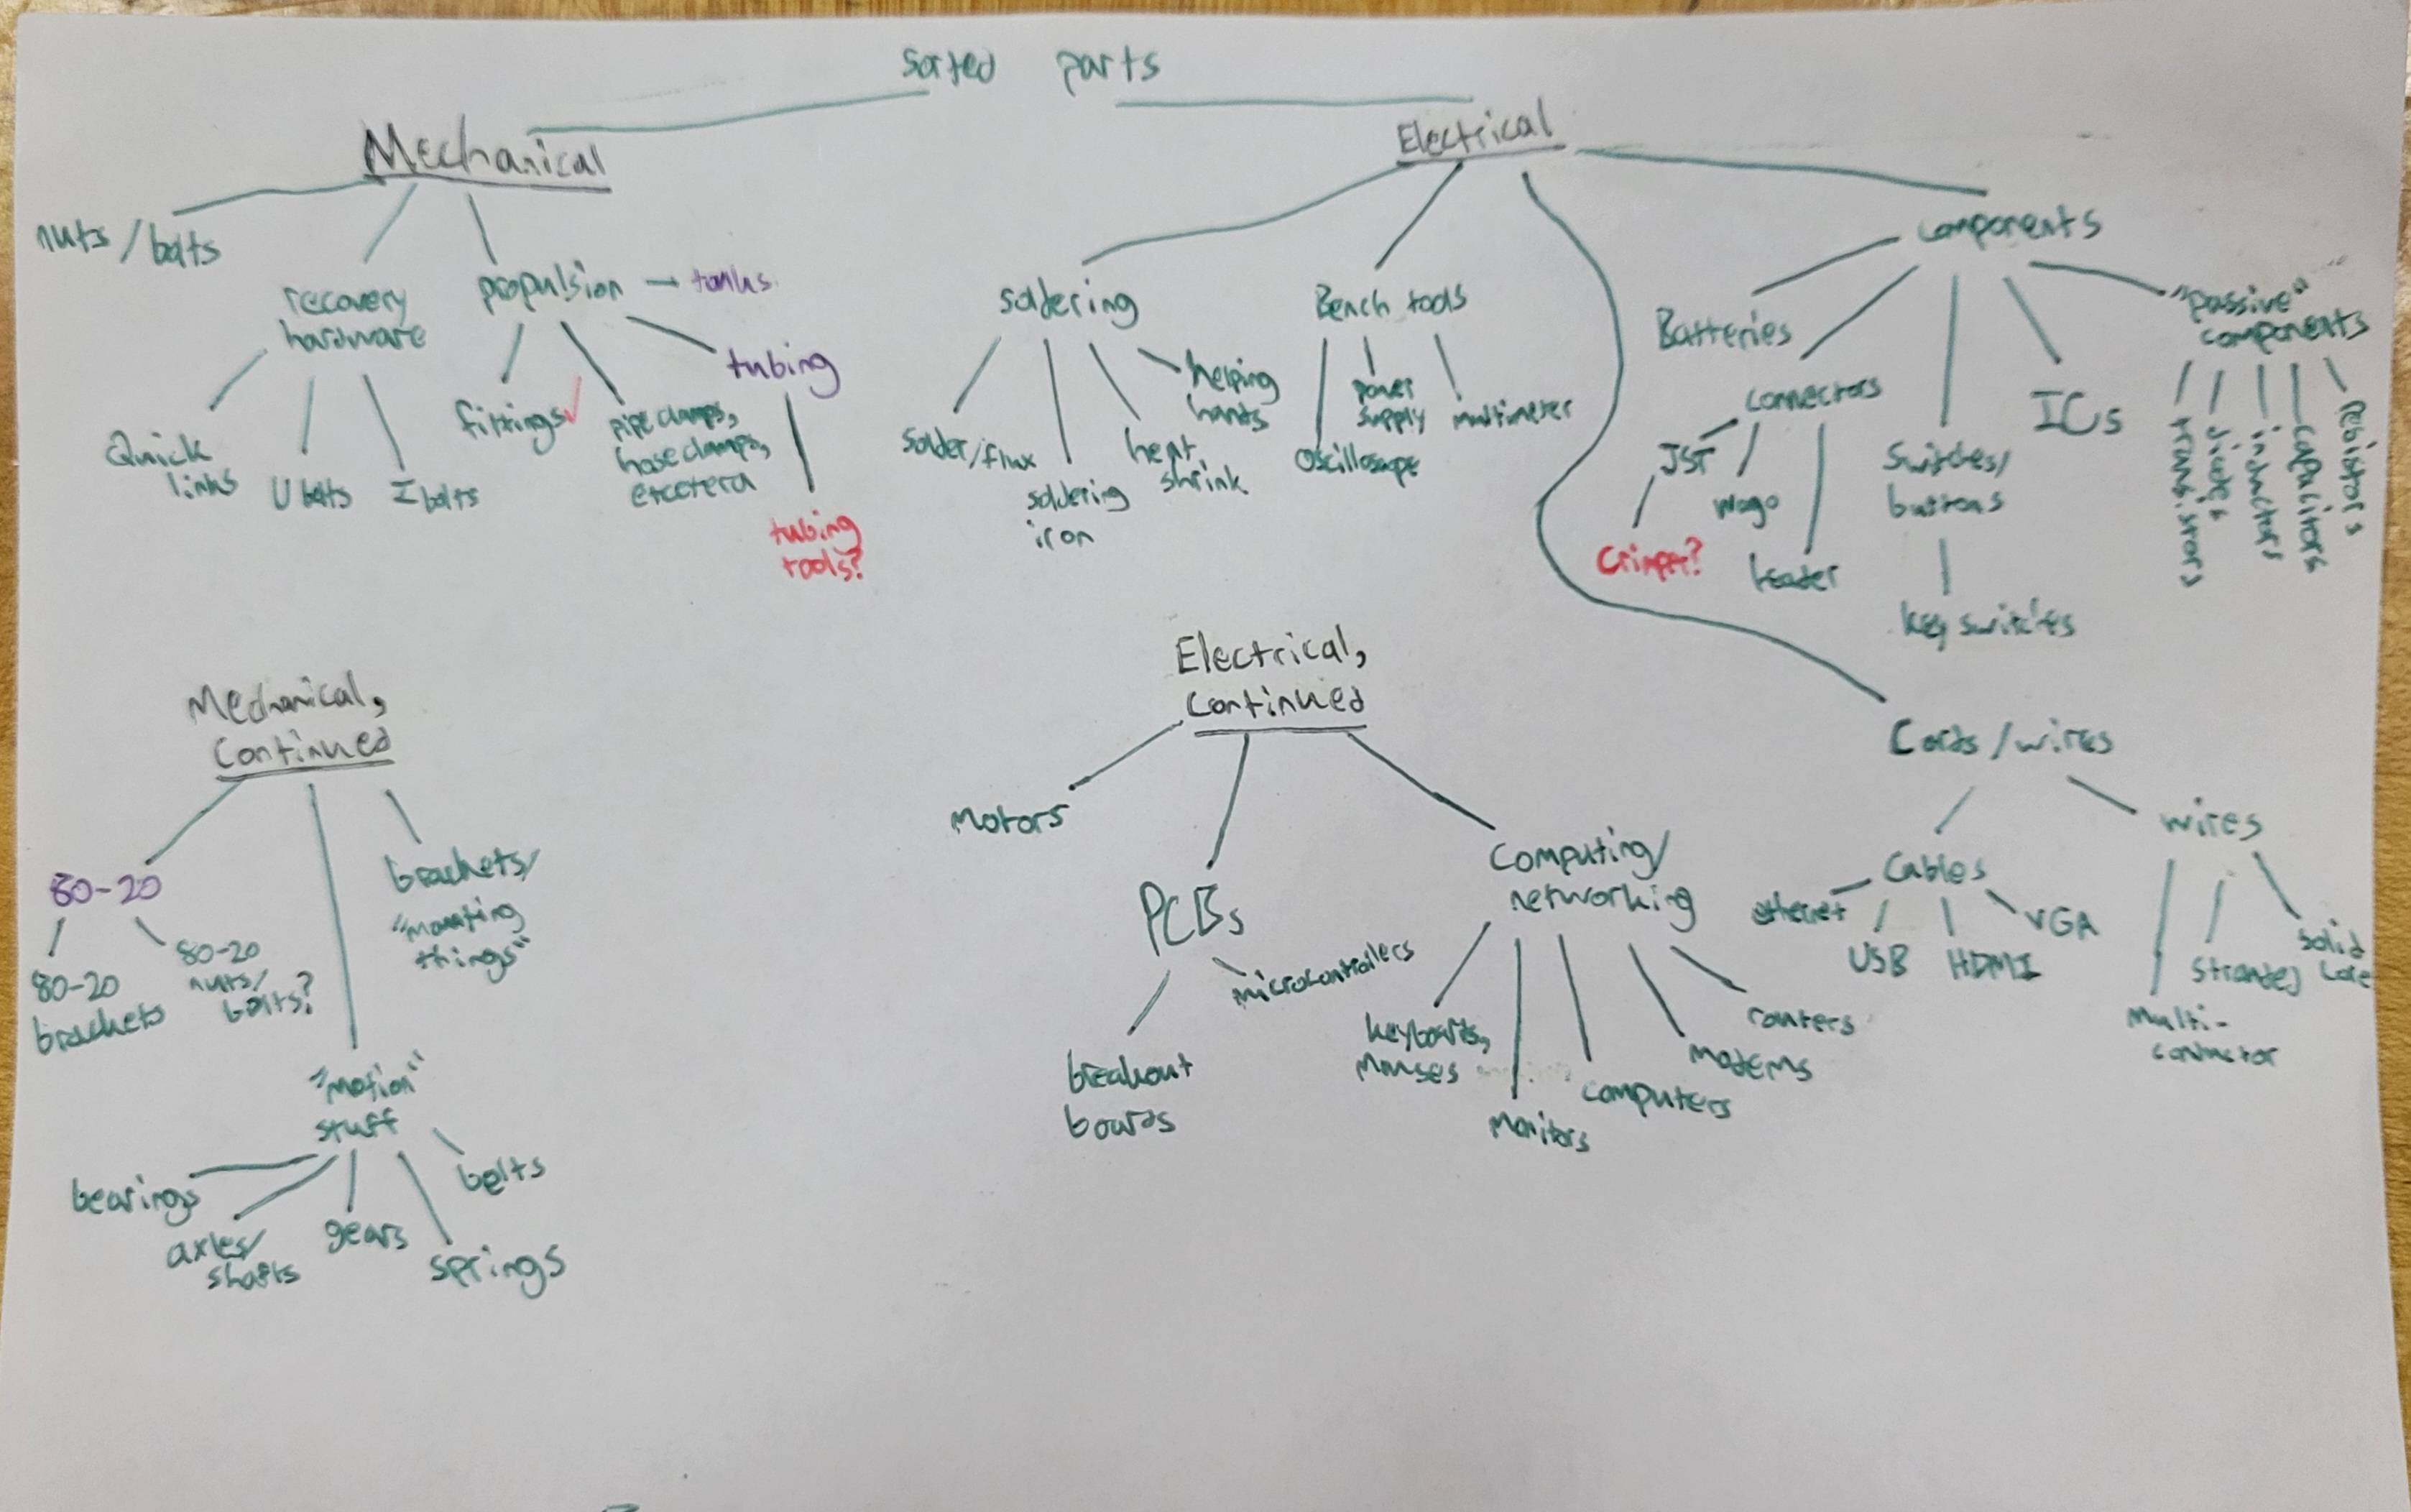 Sorted parts
Mechanical
Electrical
nuts/bolts
recovery
hardware
propulsion
tanks
Quick
links
U bolts
I bolts
fittings ✓
pipe clamps,
hose clamps,
etcetera
tubing
tubing
tools?
soldering
solder/flux
soldering
iron
heat
shrink
helping
hands
Bench tools
Oscilloscope
power
supply
multimeter
components
Batteries
connectors
JST
Crimper?
Wago
header
Switches/
buttons
key switches
ICs
"passive"
components
transistors
diodes
inductors
capacitors
resistors
Cords/wires
Cables
ethernet
USB
HDMI
VGA
wires
Multi-
conductor
Stranded
Solid
Core
Mechanical,
Continued
80-20
80-20
brackets
80-20
nuts/
bolts?
"motion"
stuff
bearings
axles/
shafts
gears
springs
belts
brackets/
"mounting
things"
Electrical,
Continued
Motors
PCBs
breakout
boards
microcontrollers
Computing/
networking
keyboards,
mouses
Monitors
computers
modems
routers